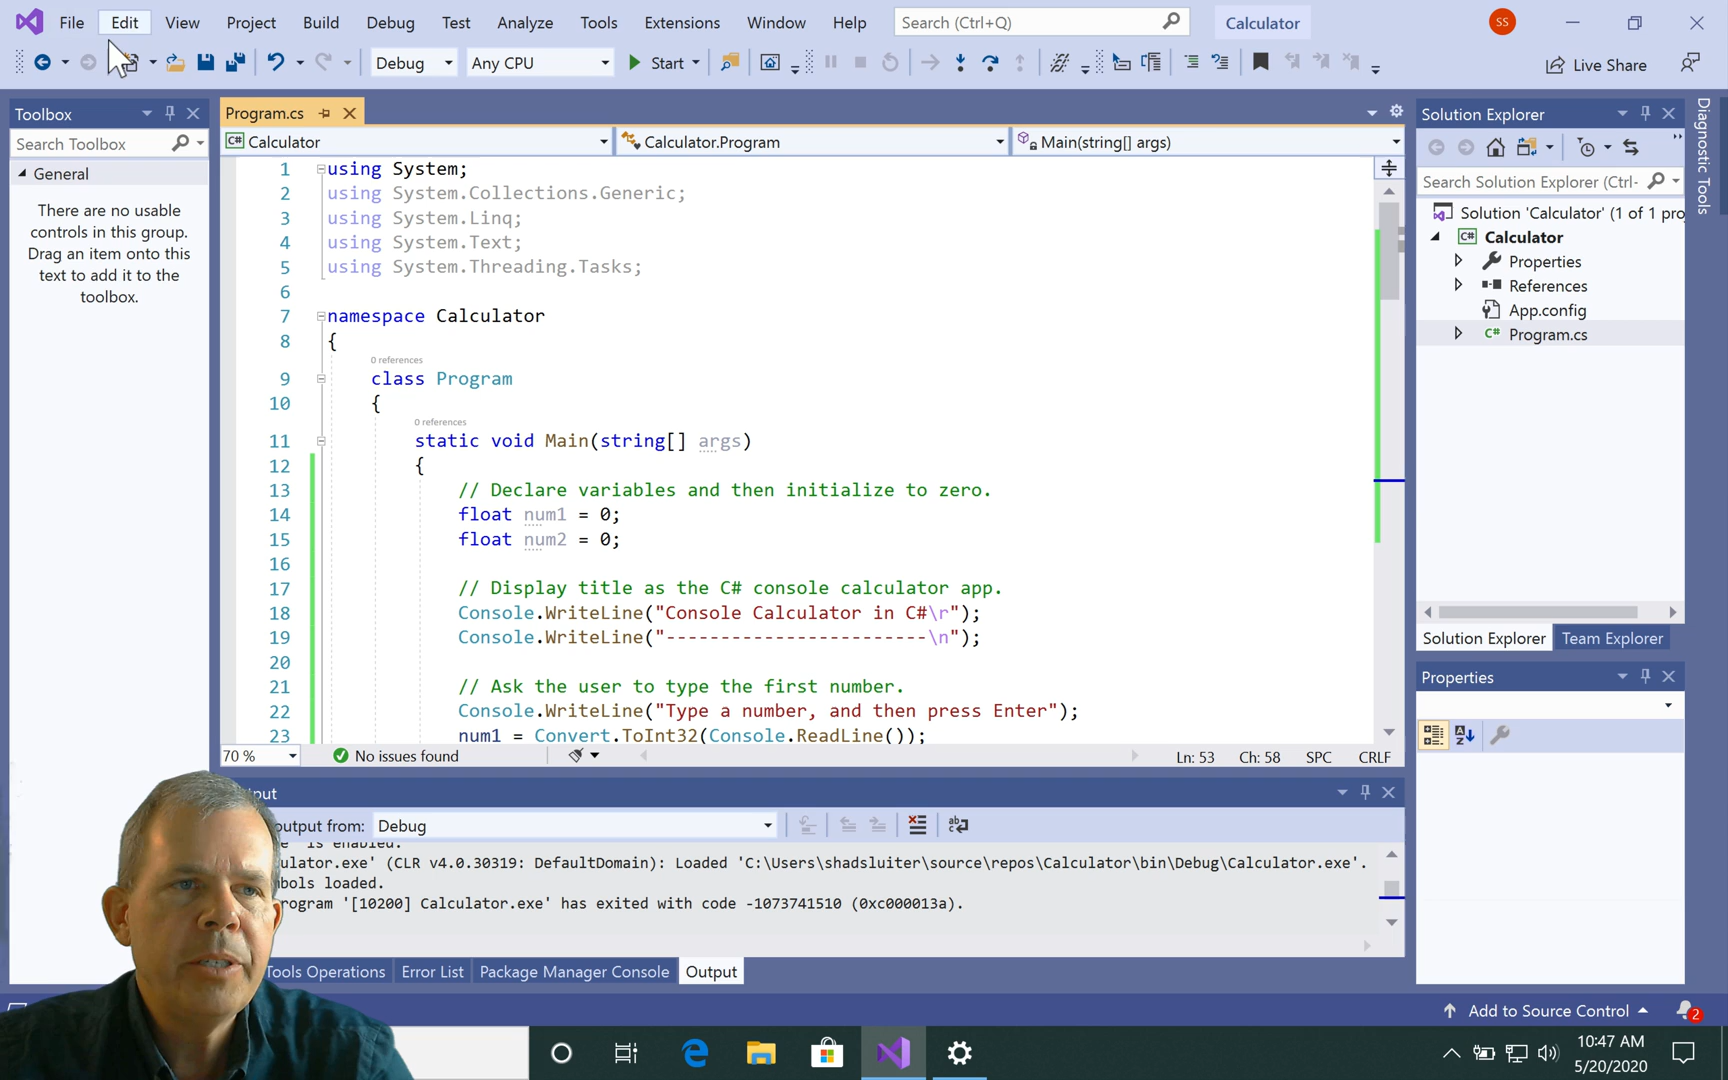 File Edit View Project Build Debug Test Analyze Tools Extensions Window Help Search (Ctrl+Q) Calculator SS
Debug Any CPU Start Live Share
Toolbox
Search Toolbox
General
There are no usable
controls in this group.
Drag an item onto this
text to add it to the
toolbox.
Program.cs
C# Calculator Calculator.Program Main(string[] args)
1 using System;
2 using System.Collections.Generic;
3 using System.Linq;
4 using System.Text;
5 using System.Threading.Tasks;
6
7 namespace Calculator
8 {
0 references
9 class Program
10 {
0 references
11 static void Main(string[] args)
12 {
13 // Declare variables and then initialize to zero.
14 float num1 = 0;
15 float num2 = 0;
16
17 // Display title as the C# console calculator app.
18 Console.WriteLine("Console Calculator in C#\r");
19 Console.WriteLine("------------------------\n");
20
21 // Ask the user to type the first number.
22 Console.WriteLine("Type a number, and then press Enter");
23 num1 = Convert.ToInt32(Console.ReadLine());
70 % No issues found Ln: 53 Ch: 58 SPC CRLF
put
output from: Debug
e' is enabled.
ulator.exe' (CLR v4.0.30319: DefaultDomain): Loaded 'C:\Users\shadsluiter\source\repos\Calculator\bin\Debug\Calculator.exe'.
bols loaded.
rogram '[10200] Calculator.exe' has exited with code -1073741510 (0xc000013a).
Tools Operations Error List Package Manager Console Output
Solution Explorer
Search Solution Explorer (Ctrl-
Solution 'Calculator' (1 of 1 pro
C# Calculator
Properties
References
App.config
C# Program.cs
Solution Explorer Team Explorer
Properties
Diagnostic Tools
Add to Source Control 2
10:47 AM
5/20/2020